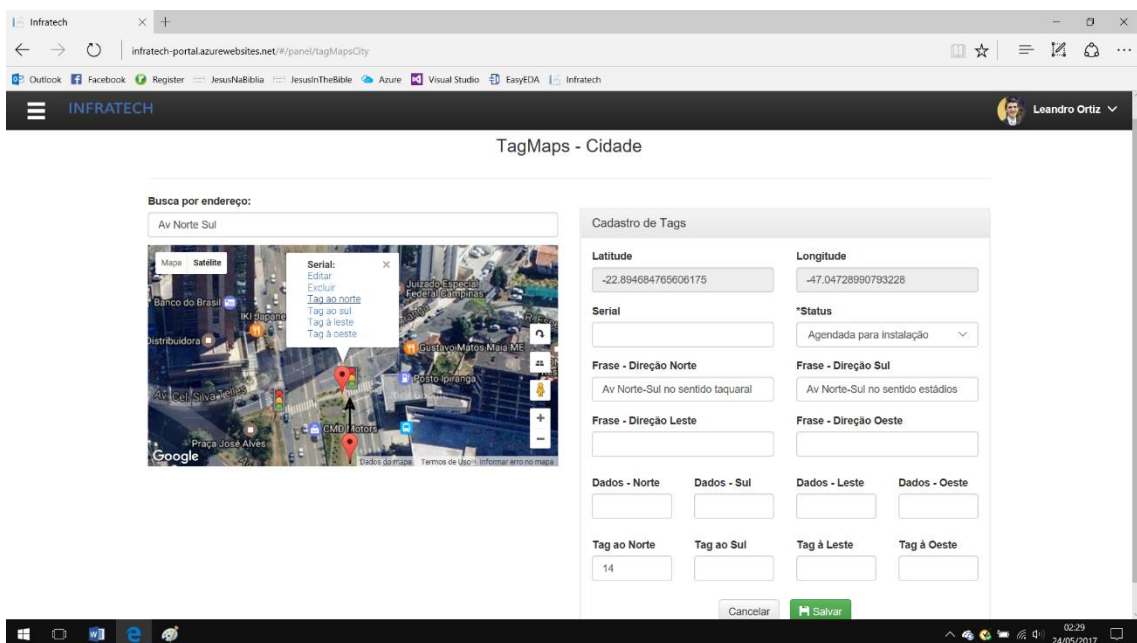 Infratech
infratech-portal.azurewebsites.net/#/panel/tagMapsCity
Outlook Facebook Register JesusNaBiblia JesusInTheBible Azure Visual Studio EasyEDA Infratech
INFRATECH
Leandro Ortiz
TagMaps - Cidade
Busca por endereço:
Av Norte Sul
Mapa Satélite
Serial:
Editar
Excluir
Tag ao norte
Tag ao sul
Tag à leste
Tag à oeste
Juizado Especial
Federal Campinas
Banco do Brasil
IKI Japane
Distribuidora
Gustavo Matos Maia ME
Posto Ipiranga
Av. Cel. Silva Telles
CMD Motors
Praça José Alves
Google
Dados do mapa Termos de Uso Informar erro no mapa
Cadastro de Tags
Latitude Longitude
-22.894684765606175 -47.04728990793228
Serial *Status
Agendada para instalação
Frase - Direção Norte Frase - Direção Sul
Av Norte-Sul no sentido taquaral Av Norte-Sul no sentido estádios
Frase - Direção Leste Frase - Direção Oeste
Dados - Norte Dados - Sul Dados - Leste Dados - Oeste
Tag ao Norte Tag ao Sul Tag à Leste Tag à Oeste
14
Cancelar Salvar
02:29
24/05/2017